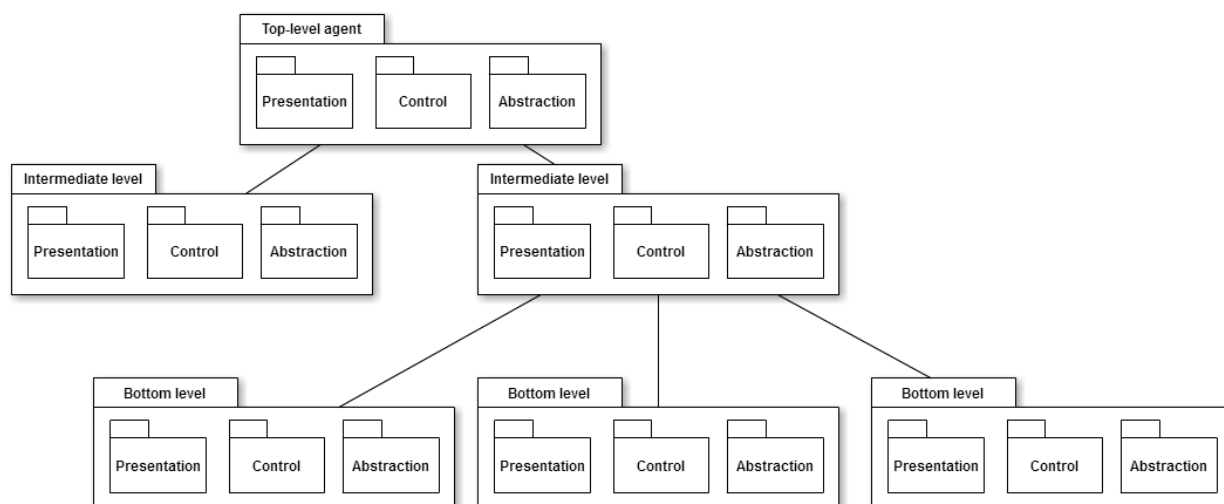 Top-level agent
Presentation
Control
Abstraction
Intermediate level
Presentation
Control
Abstraction
Intermediate level
Presentation
Control
Abstraction
Bottom level
Presentation
Control
Abstraction
Bottom level
Presentation
Control
Abstraction
Bottom level
Presentation
Control
Abstraction